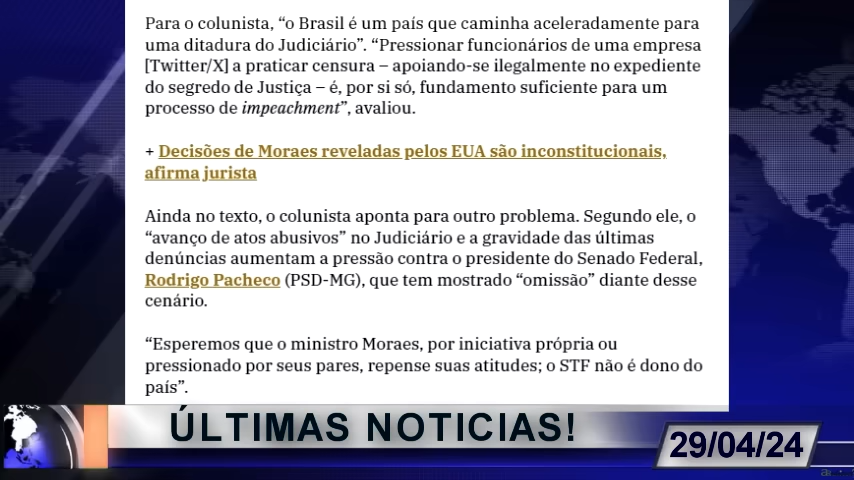 Para o colunista, “o Brasil é um país que caminha aceleradamente para
uma ditadura do Judiciário”. “Pressionar funcionários de uma empresa
[Twitter/X] a praticar censura – apoiando-se ilegalmente no expediente
do segredo de Justiça – é, por si só, fundamento suficiente para um
processo de impeachment”, avaliou.
+ Decisões de Moraes reveladas pelos EUA são inconstitucionais,
afirma jurista
Ainda no texto, o colunista aponta para outro problema. Segundo ele, o
“avanço de atos abusivos” no Judiciário e a gravidade das últimas
denúncias aumentam a pressão contra o presidente do Senado Federal,
Rodrigo Pacheco (PSD-MG), que tem mostrado “omissão” diante desse
cenário.
“Esperemos que o ministro Moraes, por iniciativa própria ou
pressionado por seus pares, repense suas atitudes; o STF não é dono do
país”.
ÚLTIMAS NOTICIAS!
29/04/24